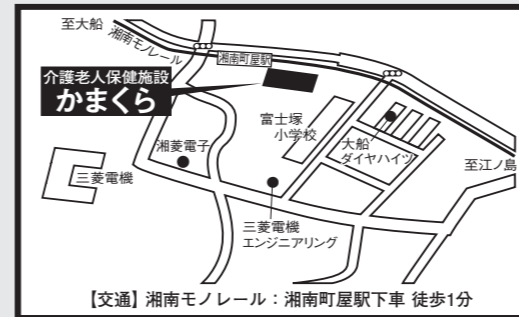 至大船
湘南モノレール
湘南町屋駅
介護老人保健施設
かまくら
富士塚
小学校
湘菱電子
大船
ダイヤハイツ
至江ノ島
三菱電機
三菱電機
エンジニアリング
【交通】湘南モノレール：湘南町屋駅下車 徒歩1分